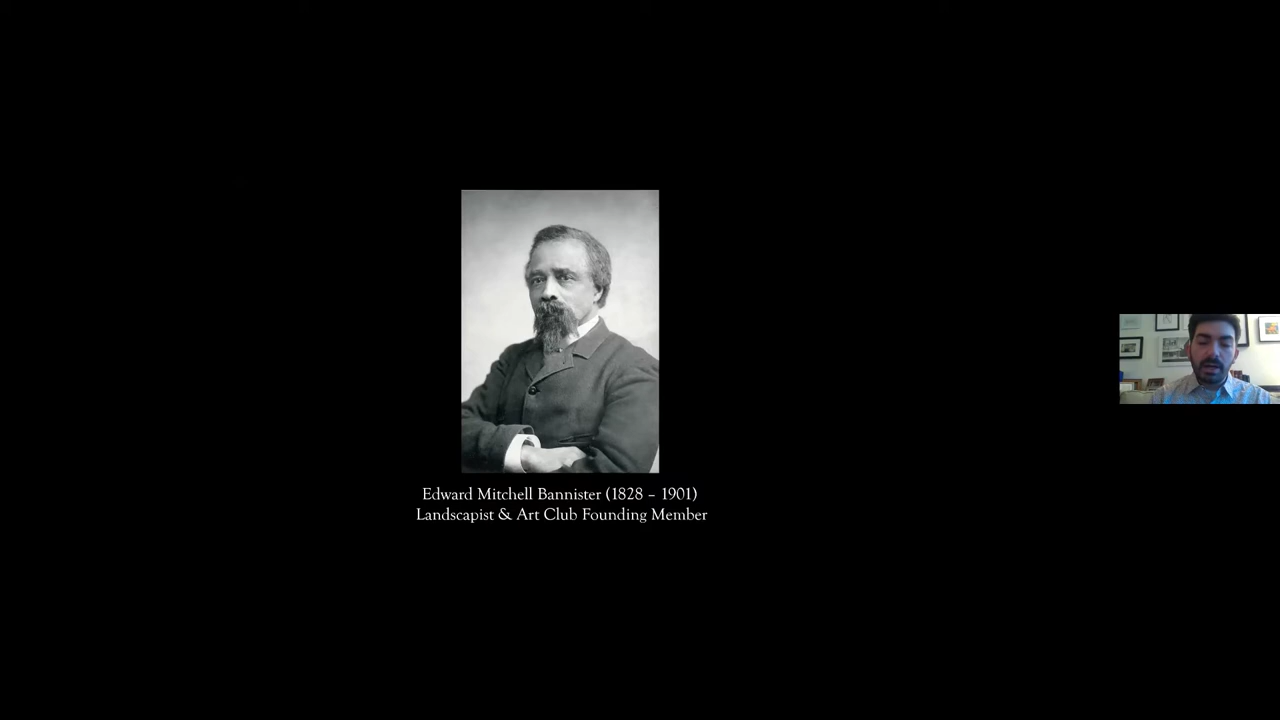 Edward Mitchell Bannister (1828 – 1901)
Landscapist & Art Club Founding Member